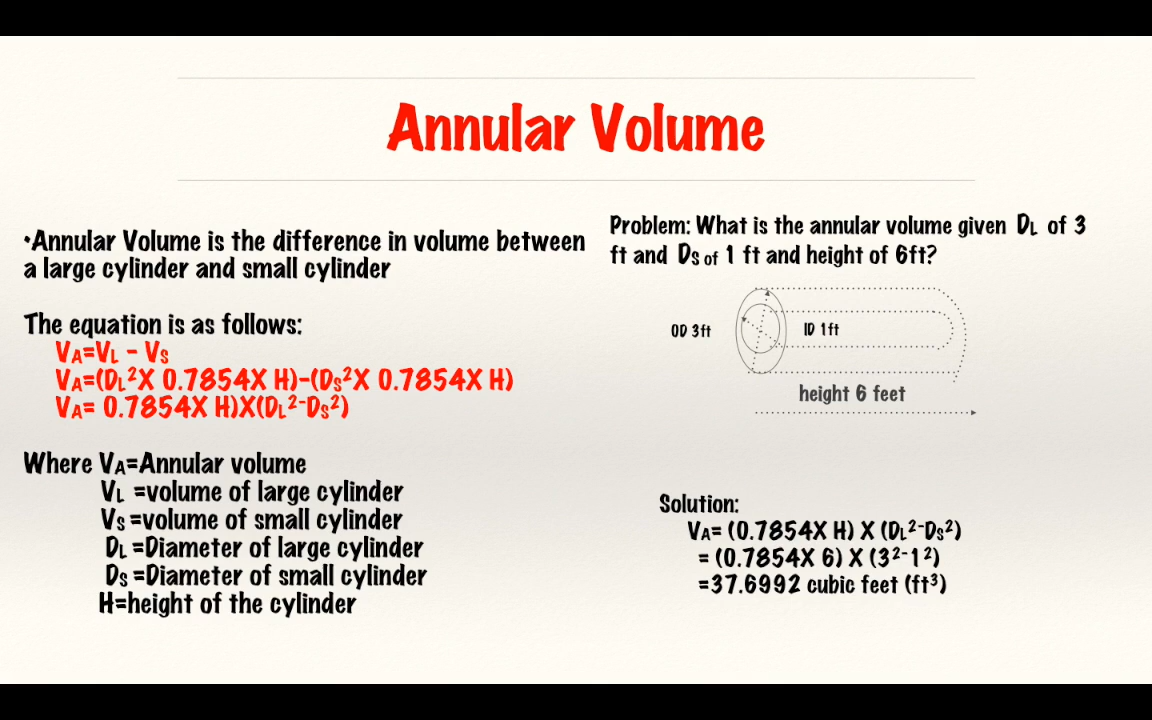 Annular Volume
•Annular Volume is the difference in volume between
a large cylinder and small cylinder
The equation is as follows:
VA=VL - VS
VA=(DL²X 0.7854X H)-(DS²X 0.7854X H)
VA= 0.7854X H)X(DL²-DS²)
Where VA=Annular volume
VL =volume of large cylinder
VS =volume of small cylinder
DL =Diameter of large cylinder
DS =Diameter of small cylinder
H=height of the cylinder
Problem: What is the annular volume given DL of 3
ft and DS of 1 ft and height of 6ft?
OD 3ft
ID 1ft
height 6 feet
Solution:
VA= (0.7854X H) X (DL²-DS²)
= (0.7854X 6) X (3²-1²)
=37.6992 cubic feet (ft³)